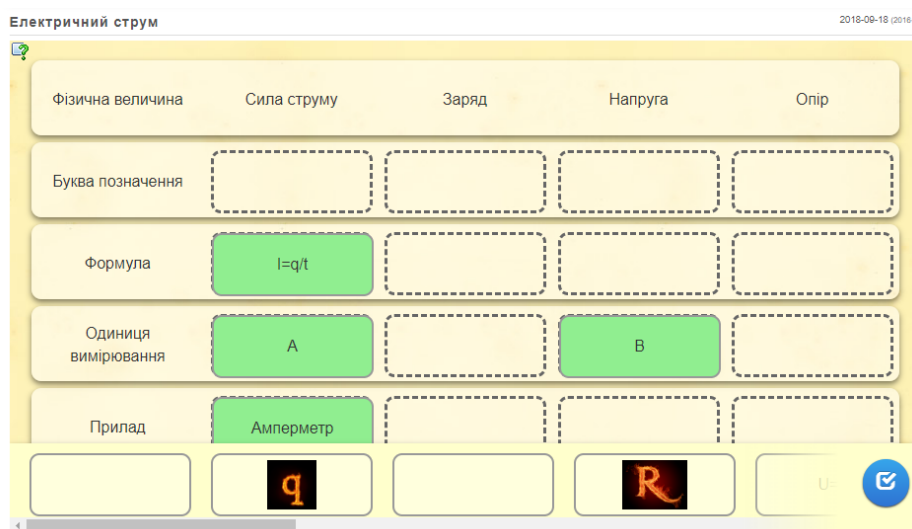 Електричний струм
2018-09-18 (2016
Фізична величина Сила струму Заряд Напруга Опір
Буква позначення
Формула I=q/t
Одиниця
вимірювання
А В
Прилад Амперметр
q R U=